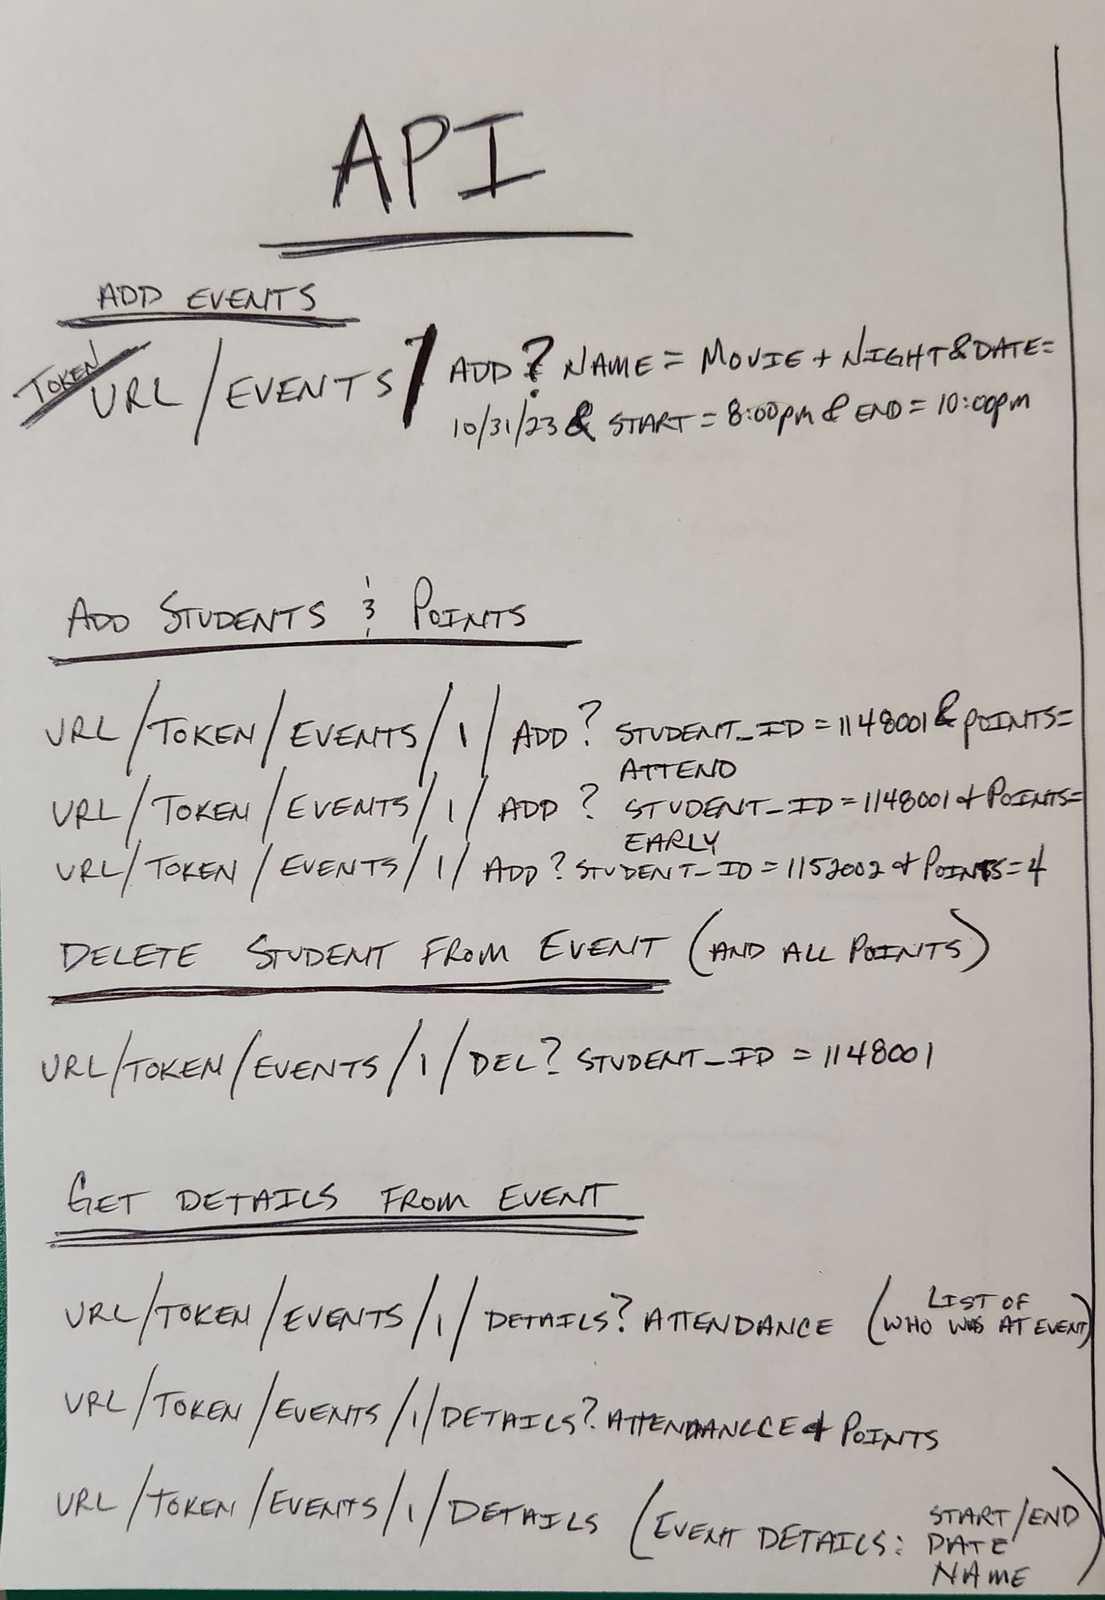 API
ADD EVENTS
TOKEN
URL/EVENTS/ADD? NAME = MOVIE + NIGHT & DATE=
10/31/23 & START = 8:00pm & END = 10:00pm
ADD STUDENTS & POINTS
URL/TOKEN/EVENTS/1/ADD? STUDENT_ID = 1148001 & POINTS=
ATTEND
URL/TOKEN/EVENTS/1/ADD? STUDENT_ID = 1148001 & POINTS=
EARLY
URL/TOKEN/EVENTS/1/ADD? STUDENT_ID = 1152002 & POINTS=4
DELETE STUDENT FROM EVENT (AND ALL POINTS)
URL/TOKEN/EVENTS/1/DEL? STUDENT_ID = 1148001
GET DETAILS FROM EVENT
URL/TOKEN/EVENTS/1/DETAILS? ATTENDANCE (LIST OF
WHO WAS AT EVENT)
URL/TOKEN/EVENTS/1/DETAILS? ATTENDANCCE & POINTS
URL/TOKEN/EVENTS/1/DETAILS (EVENT DETAILS: START/END
DATE
NAME)